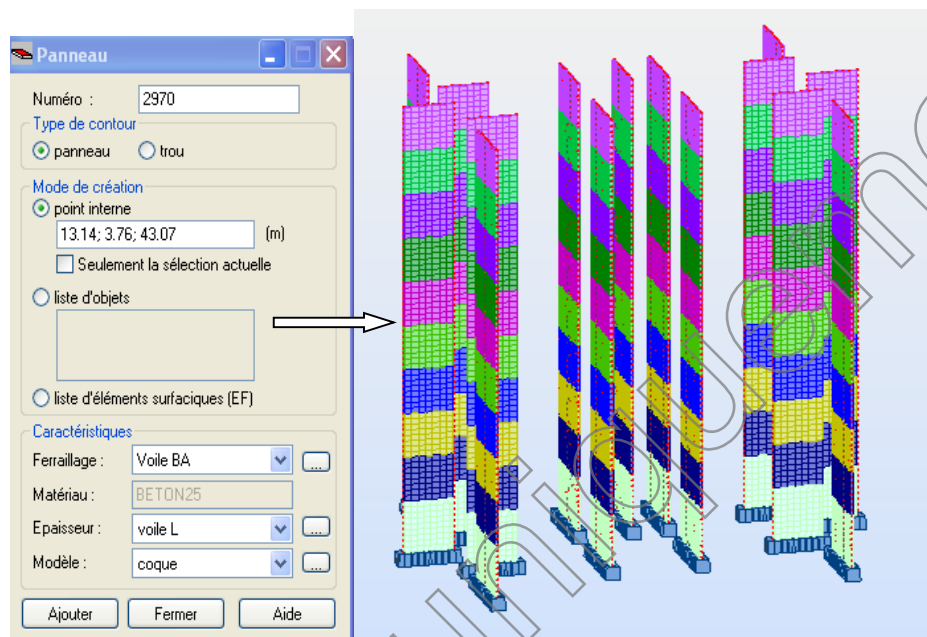 Panneau
Numéro : 2970
Type de contour
panneau trou
Mode de création
point interne
13.14; 3.76; 43.07 (m)
Seulement la sélection actuelle
liste d'objets
liste d'éléments surfaciques (EF)
Caractéristiques
Ferraillage : Voile BA ...
Matériau : BETON25
Epaisseur : voile L ...
Modèle : coque ...
Ajouter Fermer Aide